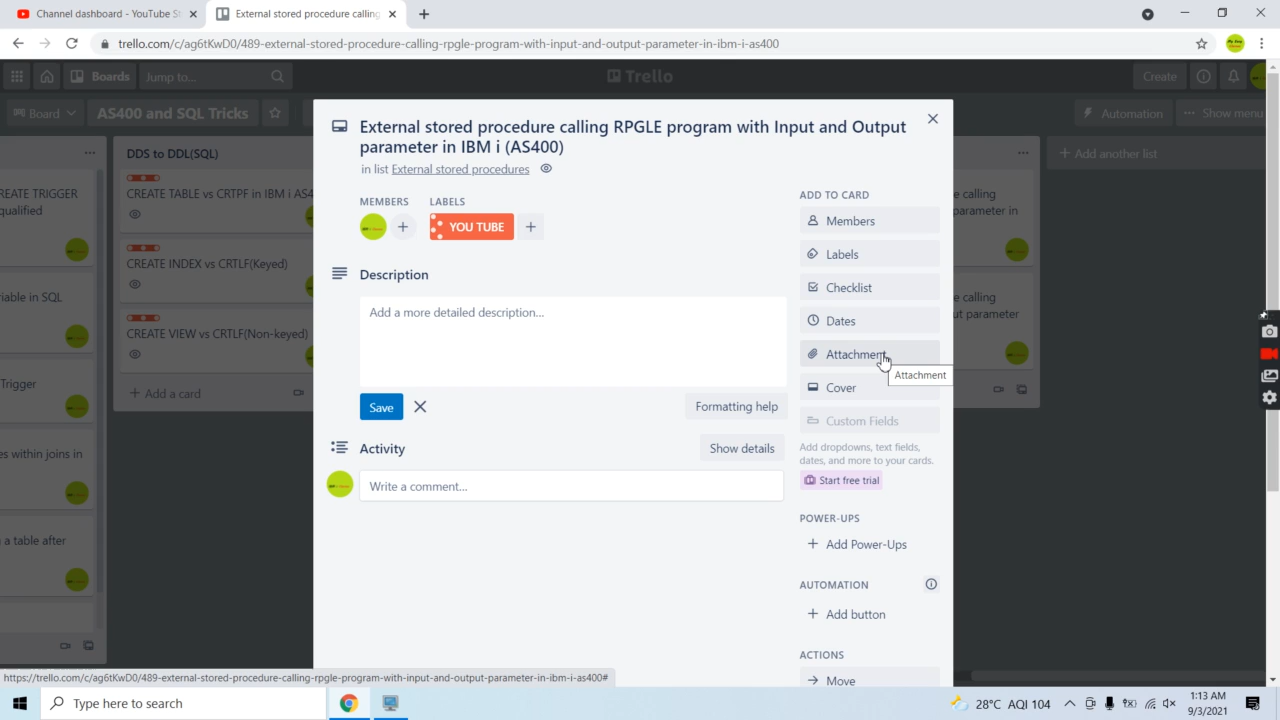 Channel dashboard - YouTube St
External stored procedure calling
trello.com/c/ag6tKwD0/489-external-stored-procedure-calling-rpgle-program-with-input-and-output-parameter-in-ibm-i-as400
Boards
Jump to...
Trello
Create
Board
AS400 and SQL Tricks
Automation
Show menu
REATE TRIGGER
qualified
riable in SQL
Trigger
es within joins in
a table after
DDS to DDL(SQL)
CREATE TABLE vs CRTPF in IBM i AS4
CREATE INDEX vs CRTLF(Keyed)
CREATE VIEW vs CRTLF(Non-keyed)
+ Add a card
External stored procedure calling RPGLE program with Input and Output
parameter in IBM i (AS400)
in list External stored procedures
MEMBERS
LABELS
YOU TUBE
Description
Add a more detailed description...
Save
Formatting help
Activity
Show details
Write a comment...
ADD TO CARD
Members
Labels
Checklist
Dates
Attachment
Attachment
Cover
Custom Fields
Add dropdowns, text fields,
dates, and more to your cards.
Start free trial
POWER-UPS
+ Add Power-Ups
AUTOMATION
+ Add button
ACTIONS
→ Move
e calling
parameter in
e calling
ut parameter
+ Add another list
https://trello.com/c/ag6tKwD0/489-external-stored-procedure-calling-rpgle-program-with-input-and-output-parameter-in-ibm-i-as400#
Type here to search
28°C AQI 104
1:13 AM
9/3/2021